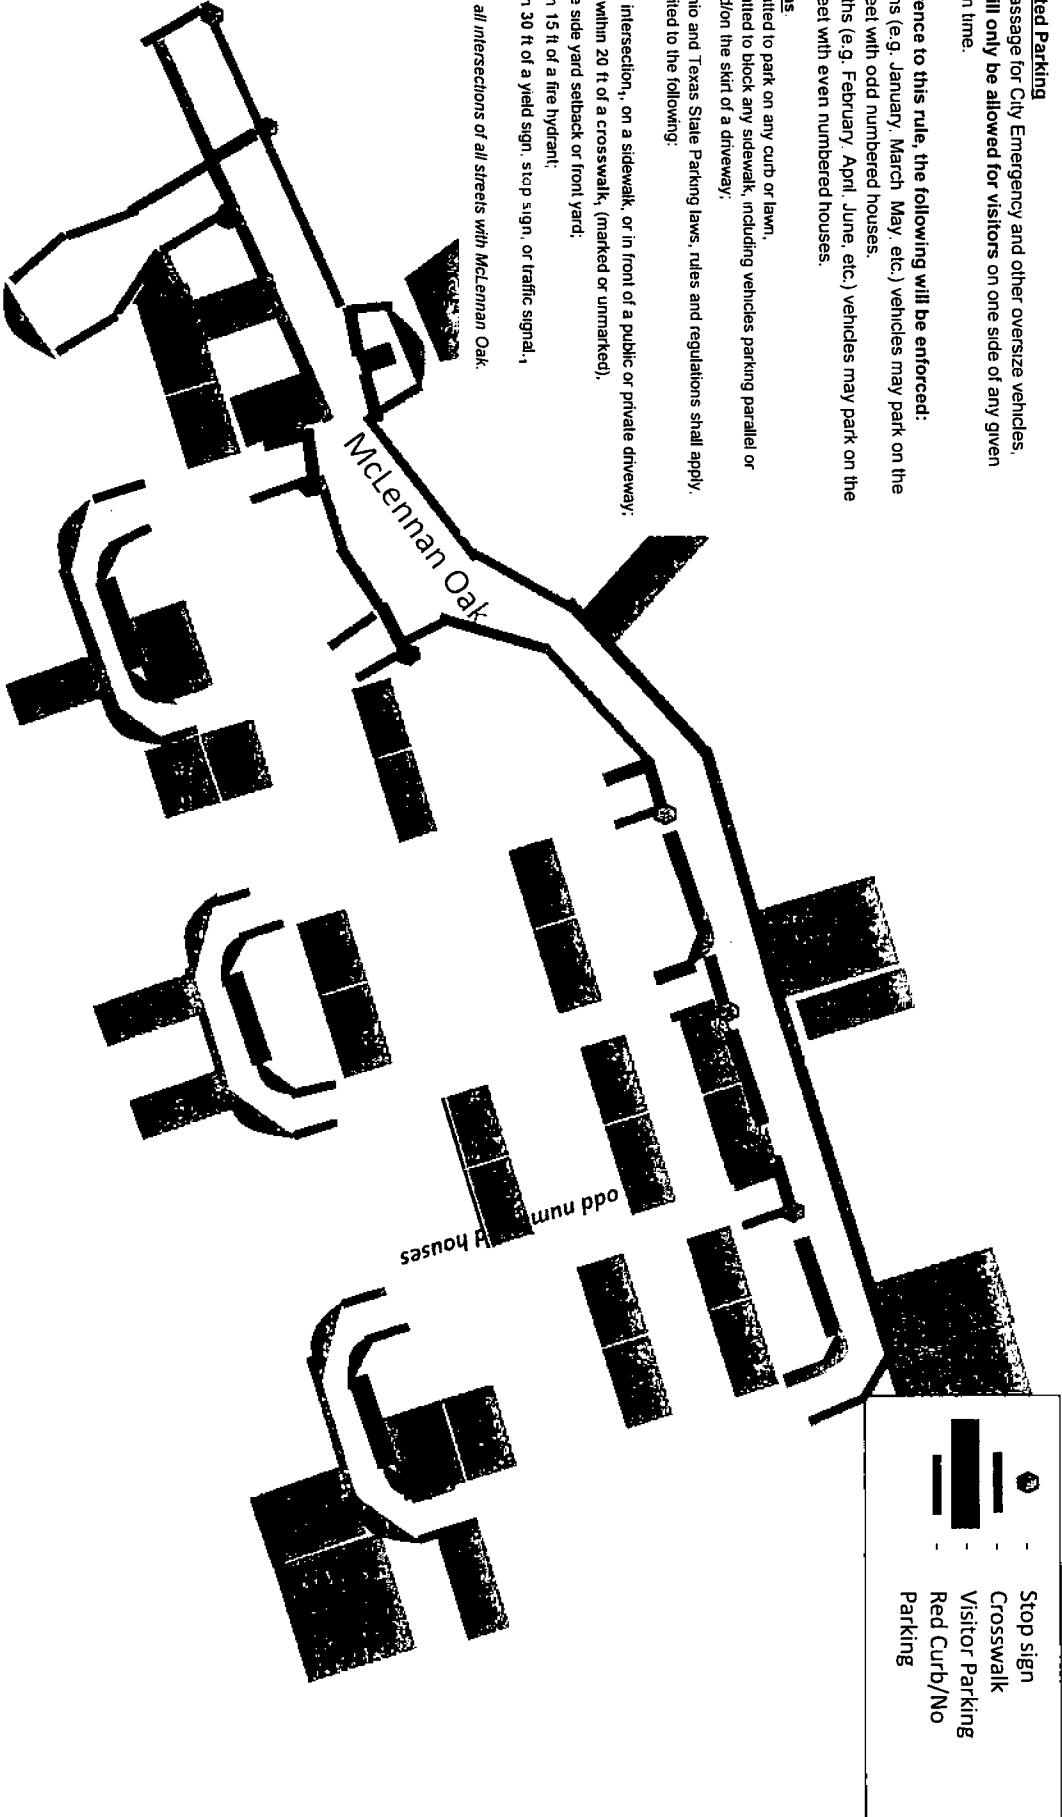 ted Parking
assage for City Emergency and other oversize vehicles,
ill only be allowed for visitors on one side of any given
n time.
ence to this rule, the following will be enforced:
ns (e.g. January, March May, etc.) vehicles may park on the
eet with odd numbered houses.
ths (e.g. February, April, June, etc.) vehicles may park on the
eet with even numbered houses.
ns.
itted to park on any curb or lawn,
itted to block any sidewalk, including vehicles parking parallel or
d/on the skirt of a driveway;
nio and Texas State Parking laws, rules and regulations shall apply,
ited to the following:
intersection,, on a sidewalk, or in front of a public or private driveway;
within 20 ft of a crosswalk, (marked or unmarked),
e side yard setback or front yard;
n 15 ft of a fire hydrant;
n 30 ft of a yield sign, stop sign, or traffic signal.,
all intersections of all streets with McLennan Oak.
McLennan Oak
odd num d houses
- Stop sign
- Crosswalk
- Visitor Parking
- Red Curb/No
Parking